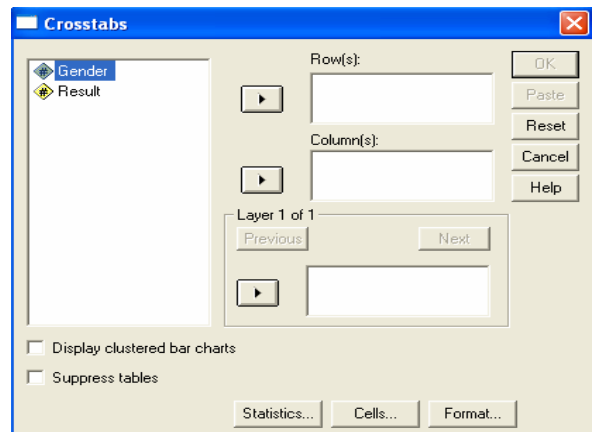 Crosstabs
Gender
Result
Row(s):
Column(s):
Layer 1 of 1
Previous
Next
OK
Paste
Reset
Cancel
Help
Display clustered bar charts
Suppress tables
Statistics...
Cells...
Format...